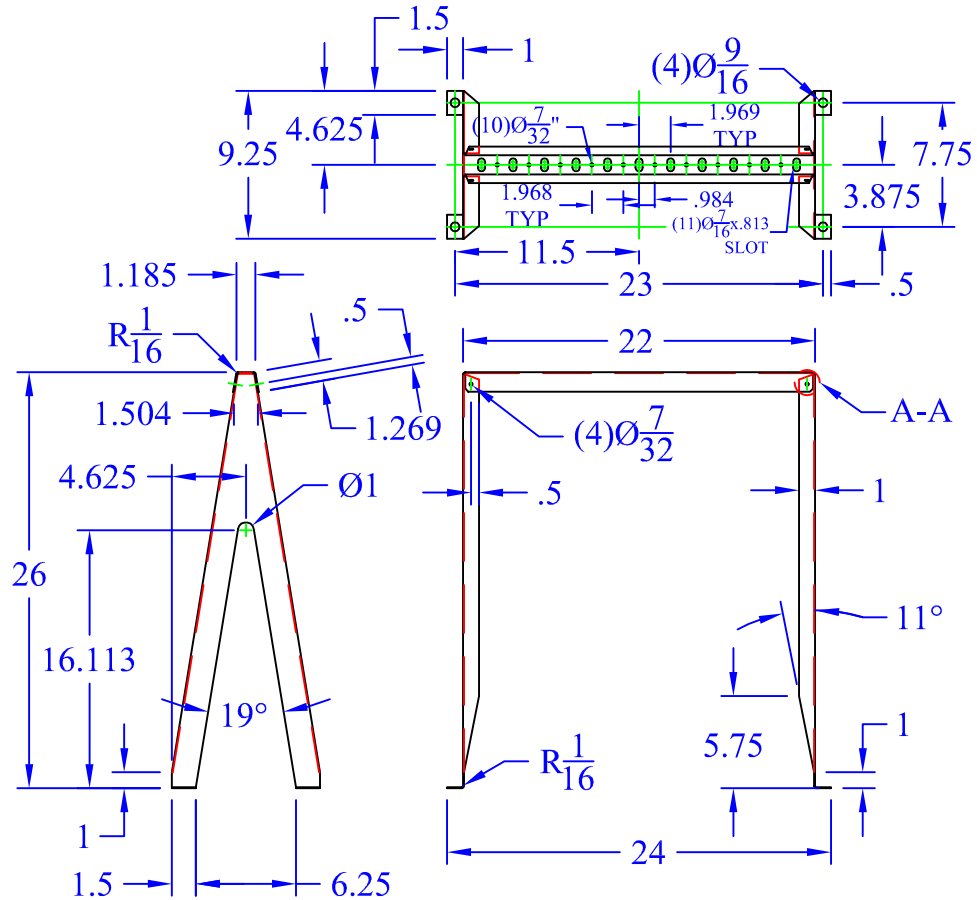 1.5
1
(4)Ø9/16
4.625
(10)Ø7/32"
1.969
TYP
9.25
7.75
1.968
TYP
.984
3.875
(11)Ø7/16x.813
SLOT
11.5
1.185
23
.5
.5
R1/16
22
1.504
1.269
(4)Ø7/32
A-A
4.625
Ø1
.5
1
26
11°
16.113
19°
5.75
1
R1/16
1
24
1.5
6.25